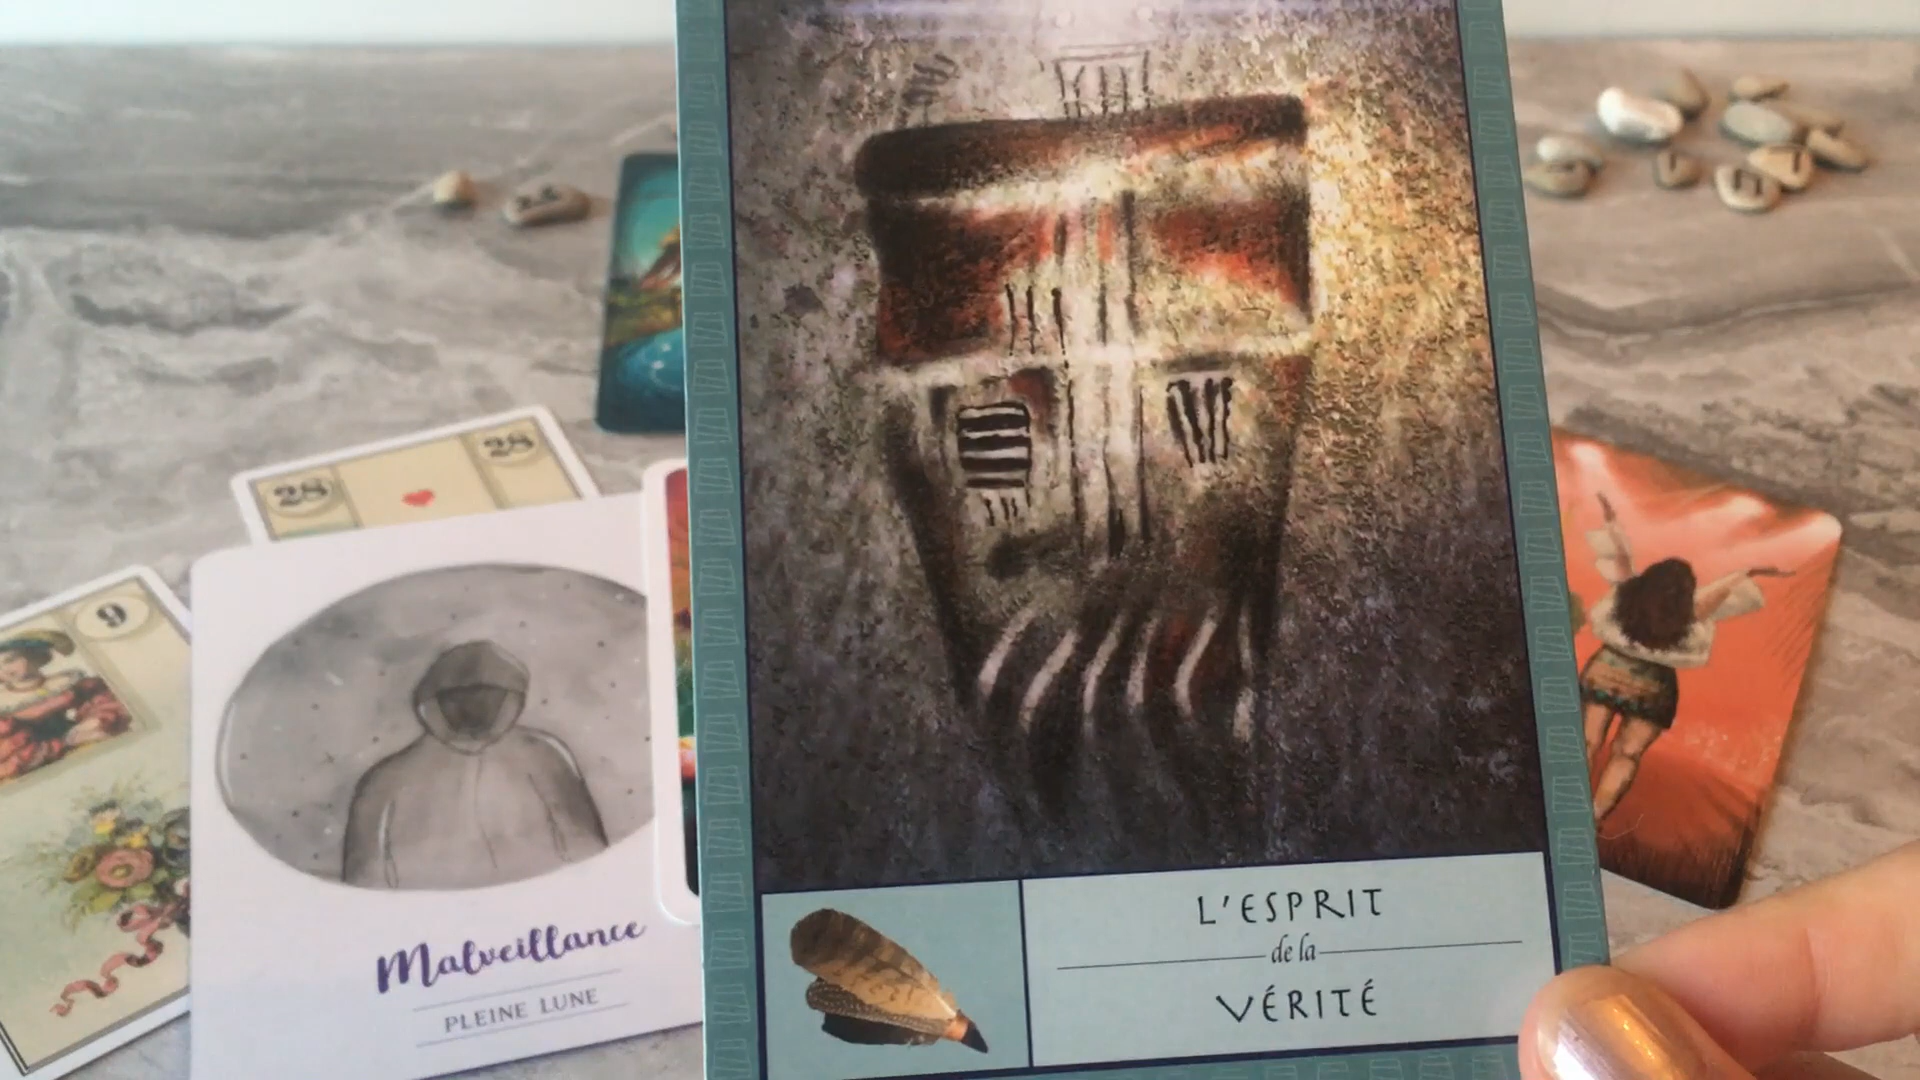 28
28
9
Malveillance
PLEINE LUNE
L'ESPRIT
de la
VÉRITÉ